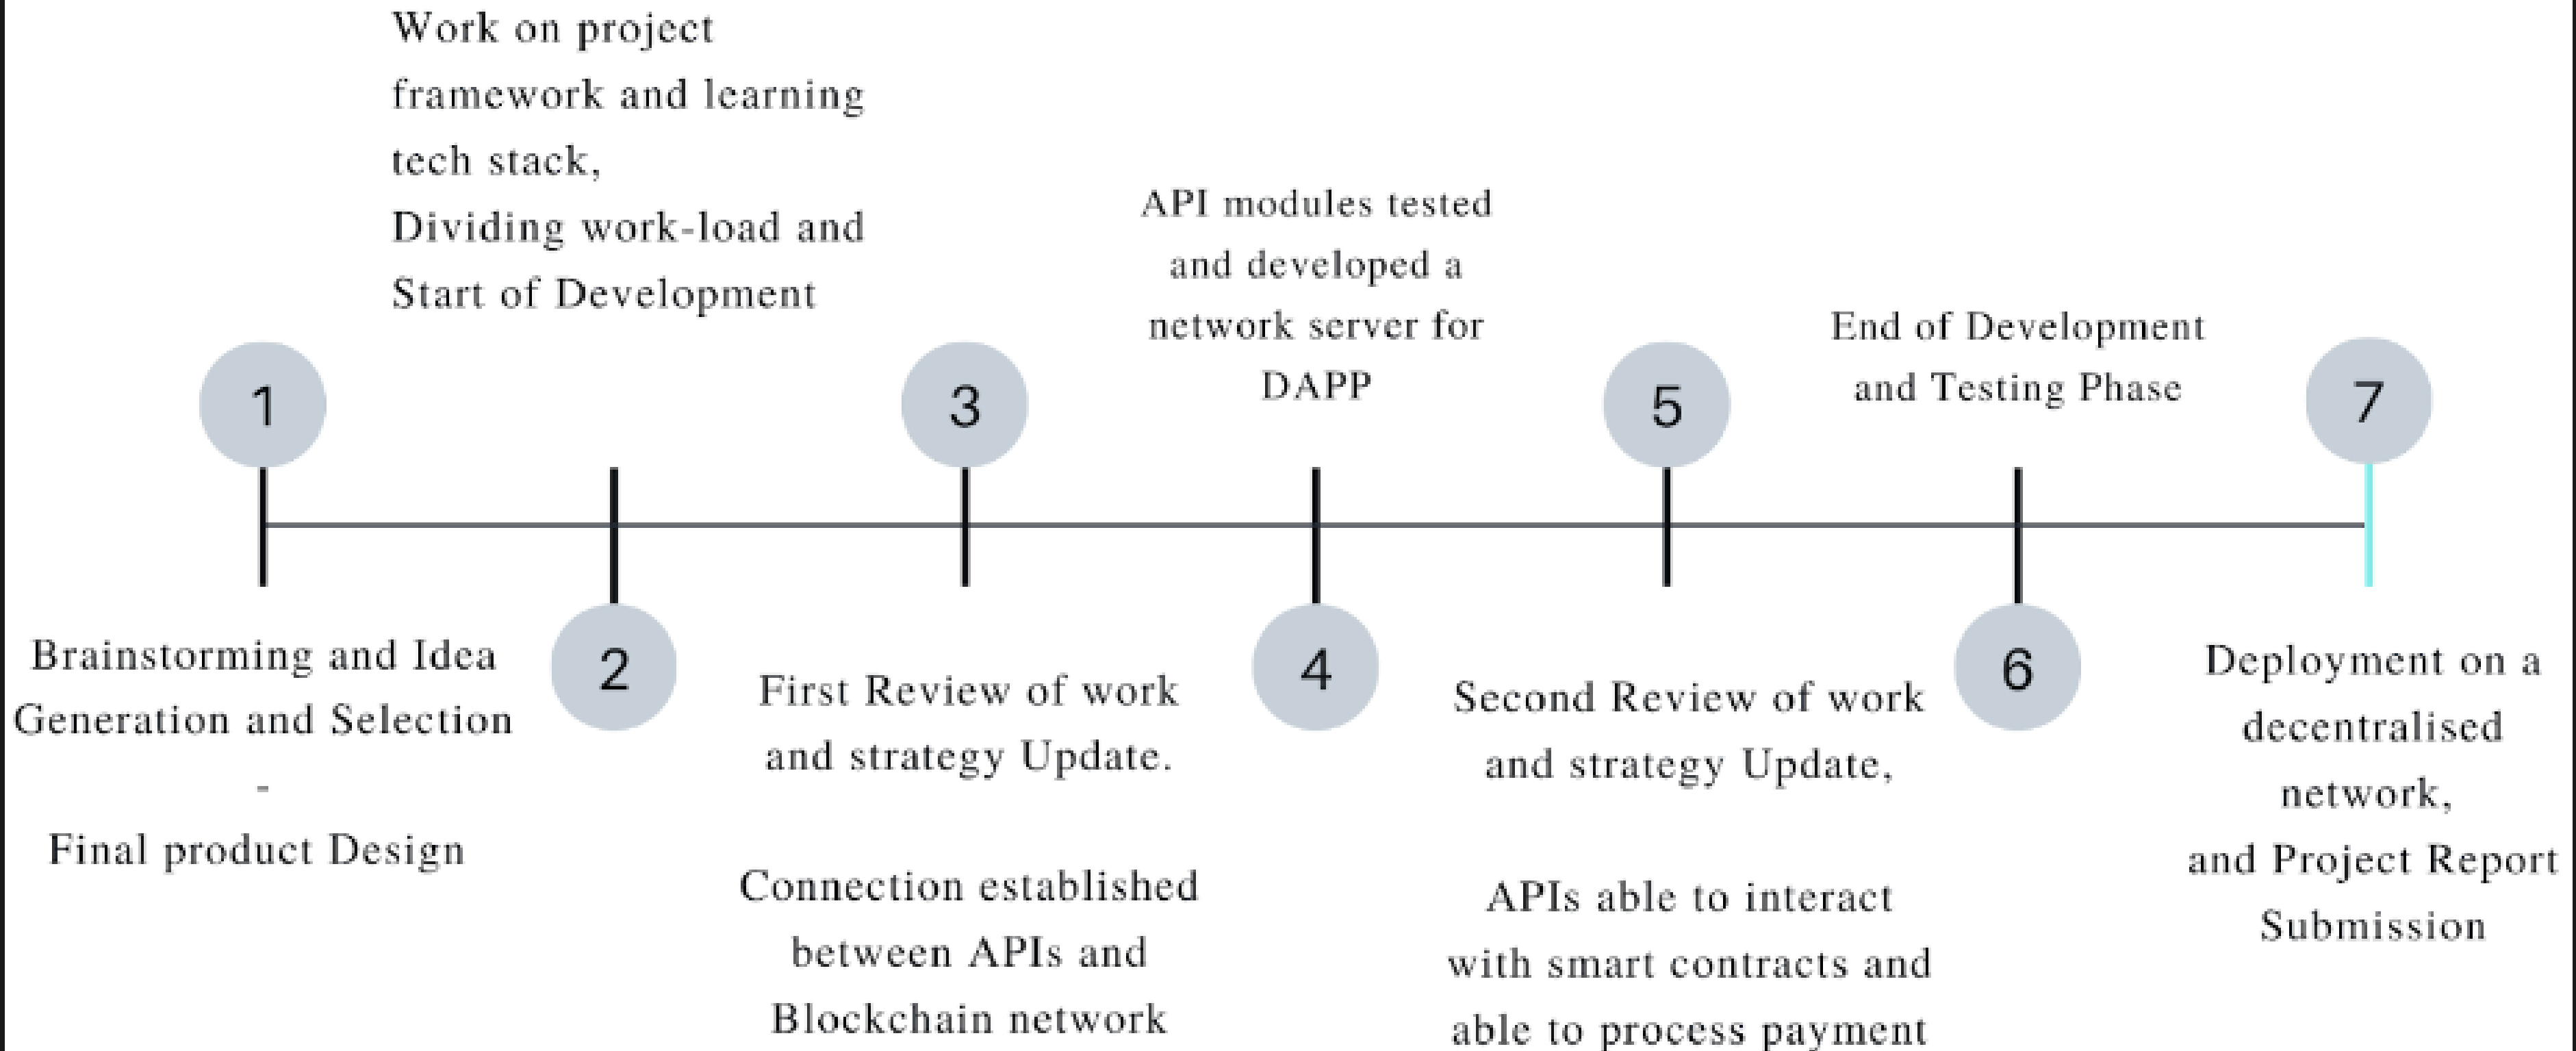 1
Brainstorming and Idea
Generation and Selection
-
Final product Design
Work on project
framework and learning
tech stack,
Dividing work-load and
Start of Development
2
3
First Review of work
and strategy Update.
Connection established
between APIs and
Blockchain network
API modules tested
and developed a
network server for
DAPP
4
5
Second Review of work
and strategy Update,
APIs able to interact
with smart contracts and
able to process payment
End of Development
and Testing Phase
6
7
Deployment on a
decentralised
network,
and Project Report
Submission